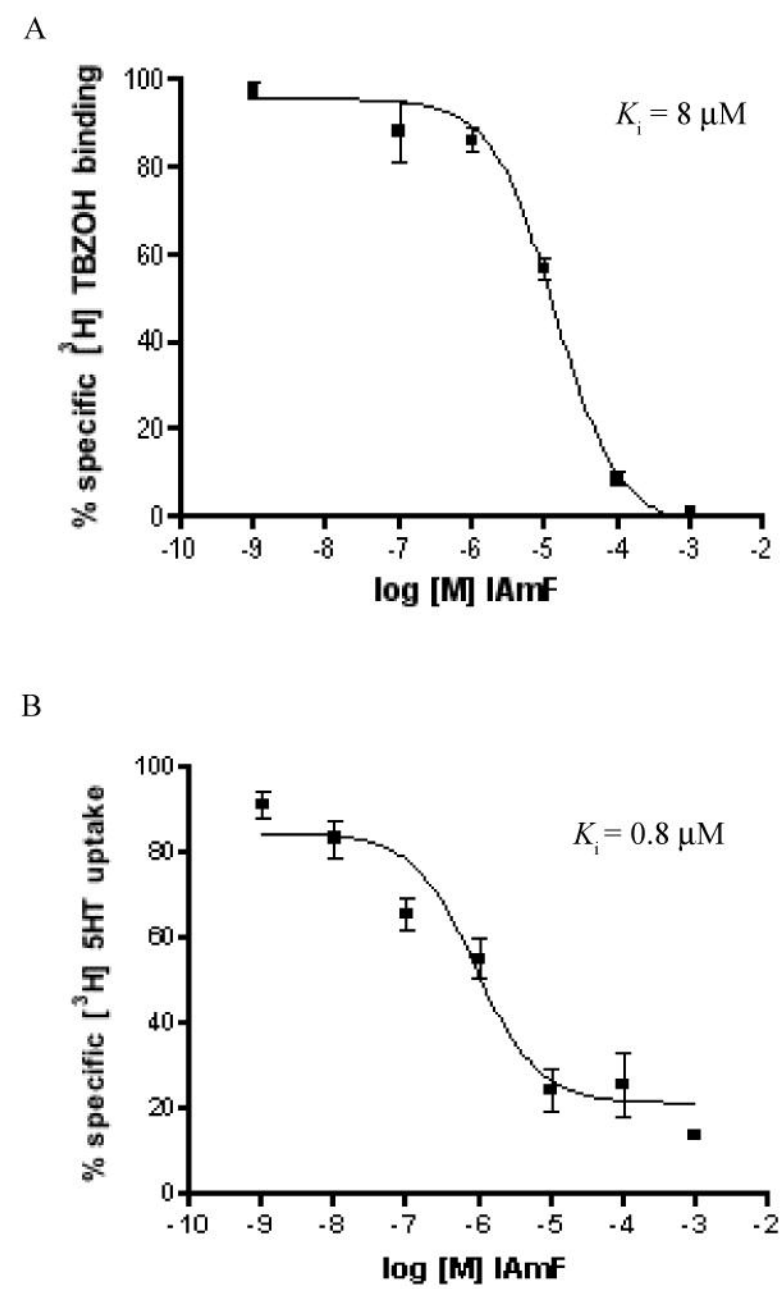 A
% specific [³H] TBZOH binding
100
80
60
40
20
0
K_i = 8 μM
-10 -9 -8 -7 -6 -5 -4 -3 -2
log [M] IAmF
B
% specific [³H] 5HT uptake
100
80
60
40
20
0
K_i = 0.8 μM
-10 -9 -8 -7 -6 -5 -4 -3 -2
log [M] IAmF